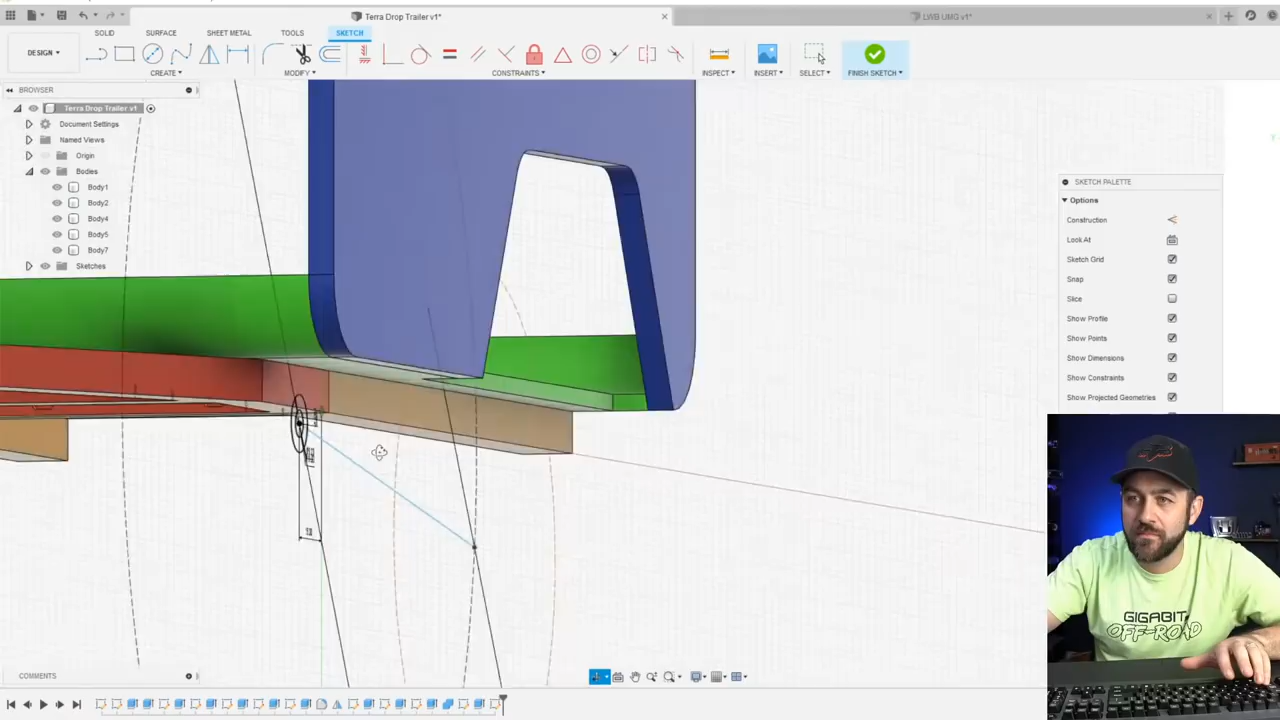 Terra Drop Trailer v1*
LWB UMG v1*
DESIGN
SOLID
SURFACE
SHEET METAL
TOOLS
SKETCH
CREATE
MODIFY
CONSTRAINTS
INSPECT
INSERT
SELECT
FINISH SKETCH
BROWSER
Terra Drop Trailer v1
Document Settings
Named Views
Origin
Bodies
Body1
Body2
Body4
Body5
Body7
Sketches
SKETCH PALETTE
Options
Construction
Look At
Sketch Grid
Snap
Slice
Show Profile
Show Points
Show Dimensions
Show Constraints
Show Projected Geometries
GIGABIT
OFF-ROAD
COMMENTS